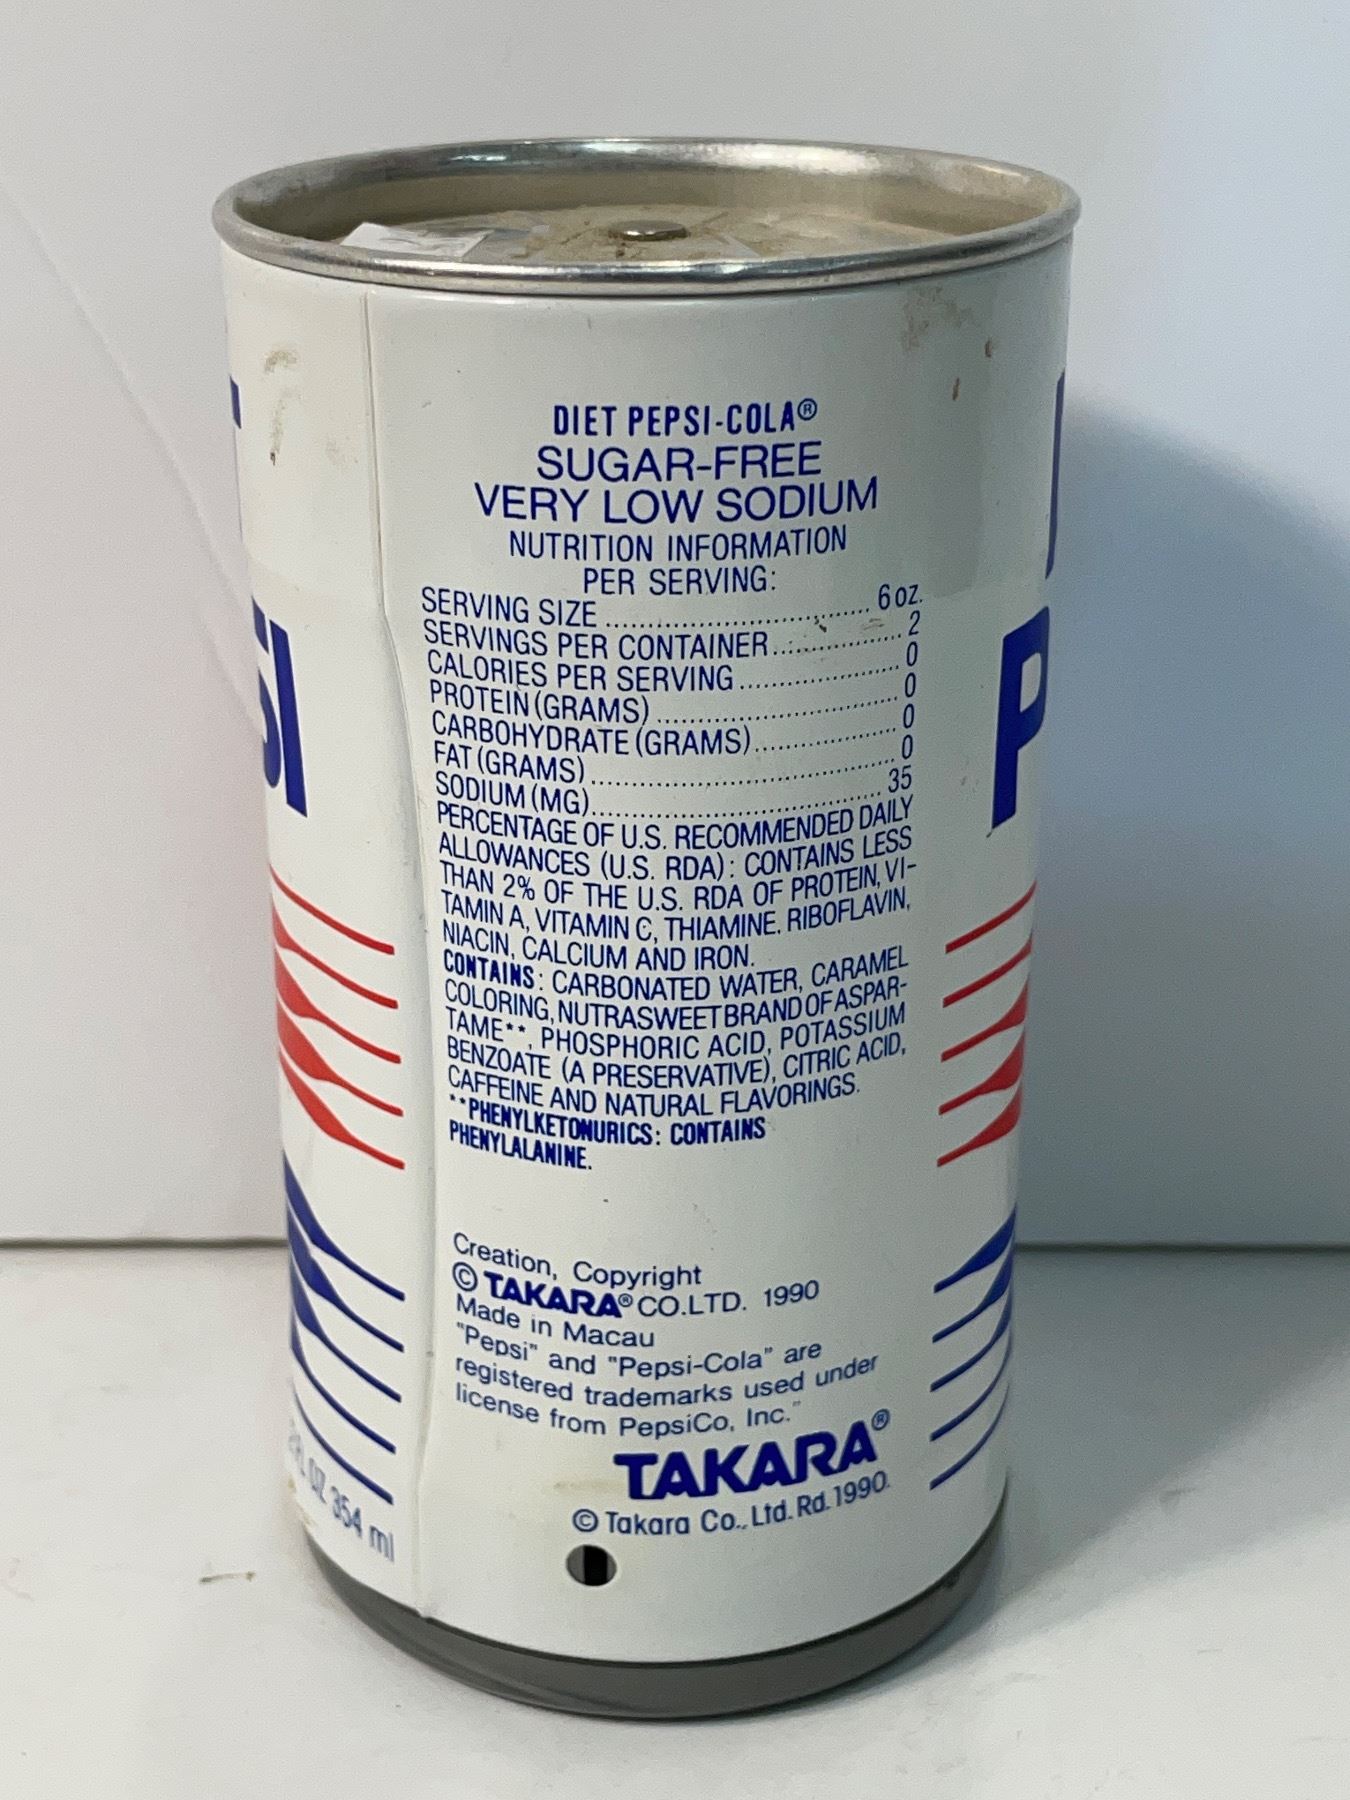 DIET PEPSI-COLA®
SUGAR-FREE
VERY LOW SODIUM
NUTRITION INFORMATION
PER SERVING:
SERVING SIZE ........................... 6 oz.
SERVINGS PER CONTAINER ................. 2
CALORIES PER SERVING ................... 0
PROTEIN (GRAMS) ........................ 0
CARBOHYDRATE (GRAMS) ................... 0
FAT (GRAMS) ............................ 0
SODIUM (MG) ............................ 35
PERCENTAGE OF U.S. RECOMMENDED DAILY
ALLOWANCES (U.S. RDA): CONTAINS LESS
THAN 2% OF THE U.S. RDA OF PROTEIN, VI-
TAMIN A, VITAMIN C, THIAMINE, RIBOFLAVIN,
NIACIN, CALCIUM AND IRON.
CONTAINS: CARBONATED WATER, CARAMEL
COLORING, NUTRASWEET BRAND OF ASPAR-
TAME**, PHOSPHORIC ACID, POTASSIUM
BENZOATE (A PRESERVATIVE), CITRIC ACID,
CAFFEINE AND NATURAL FLAVORINGS.
**PHENYLKETONURICS: CONTAINS
PHENYLALANINE.
Creation, Copyright
© TAKARA® CO.LTD. 1990
Made in Macau
"Pepsi" and "Pepsi-Cola" are
registered trademarks used under
license from PepsiCo, Inc."
TAKARA®
© Takara Co., Ltd. Rd. 1990.
SI
P
OZ 354 ml